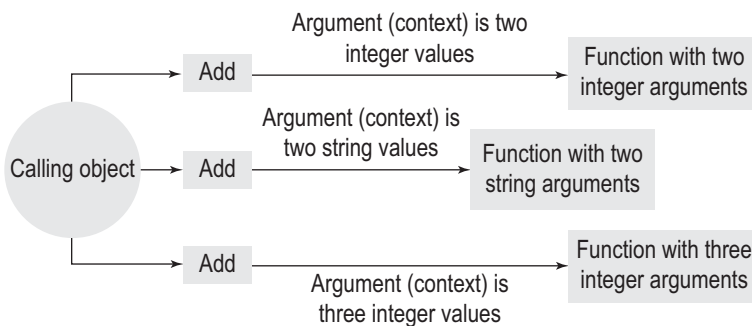 Argument (context) is two
integer values
Add
Function with two
integer arguments
Argument (context) is
two string values
Calling object
Add
Function with two
string arguments
Add
Function with three
integer arguments
Argument (context) is
three integer values